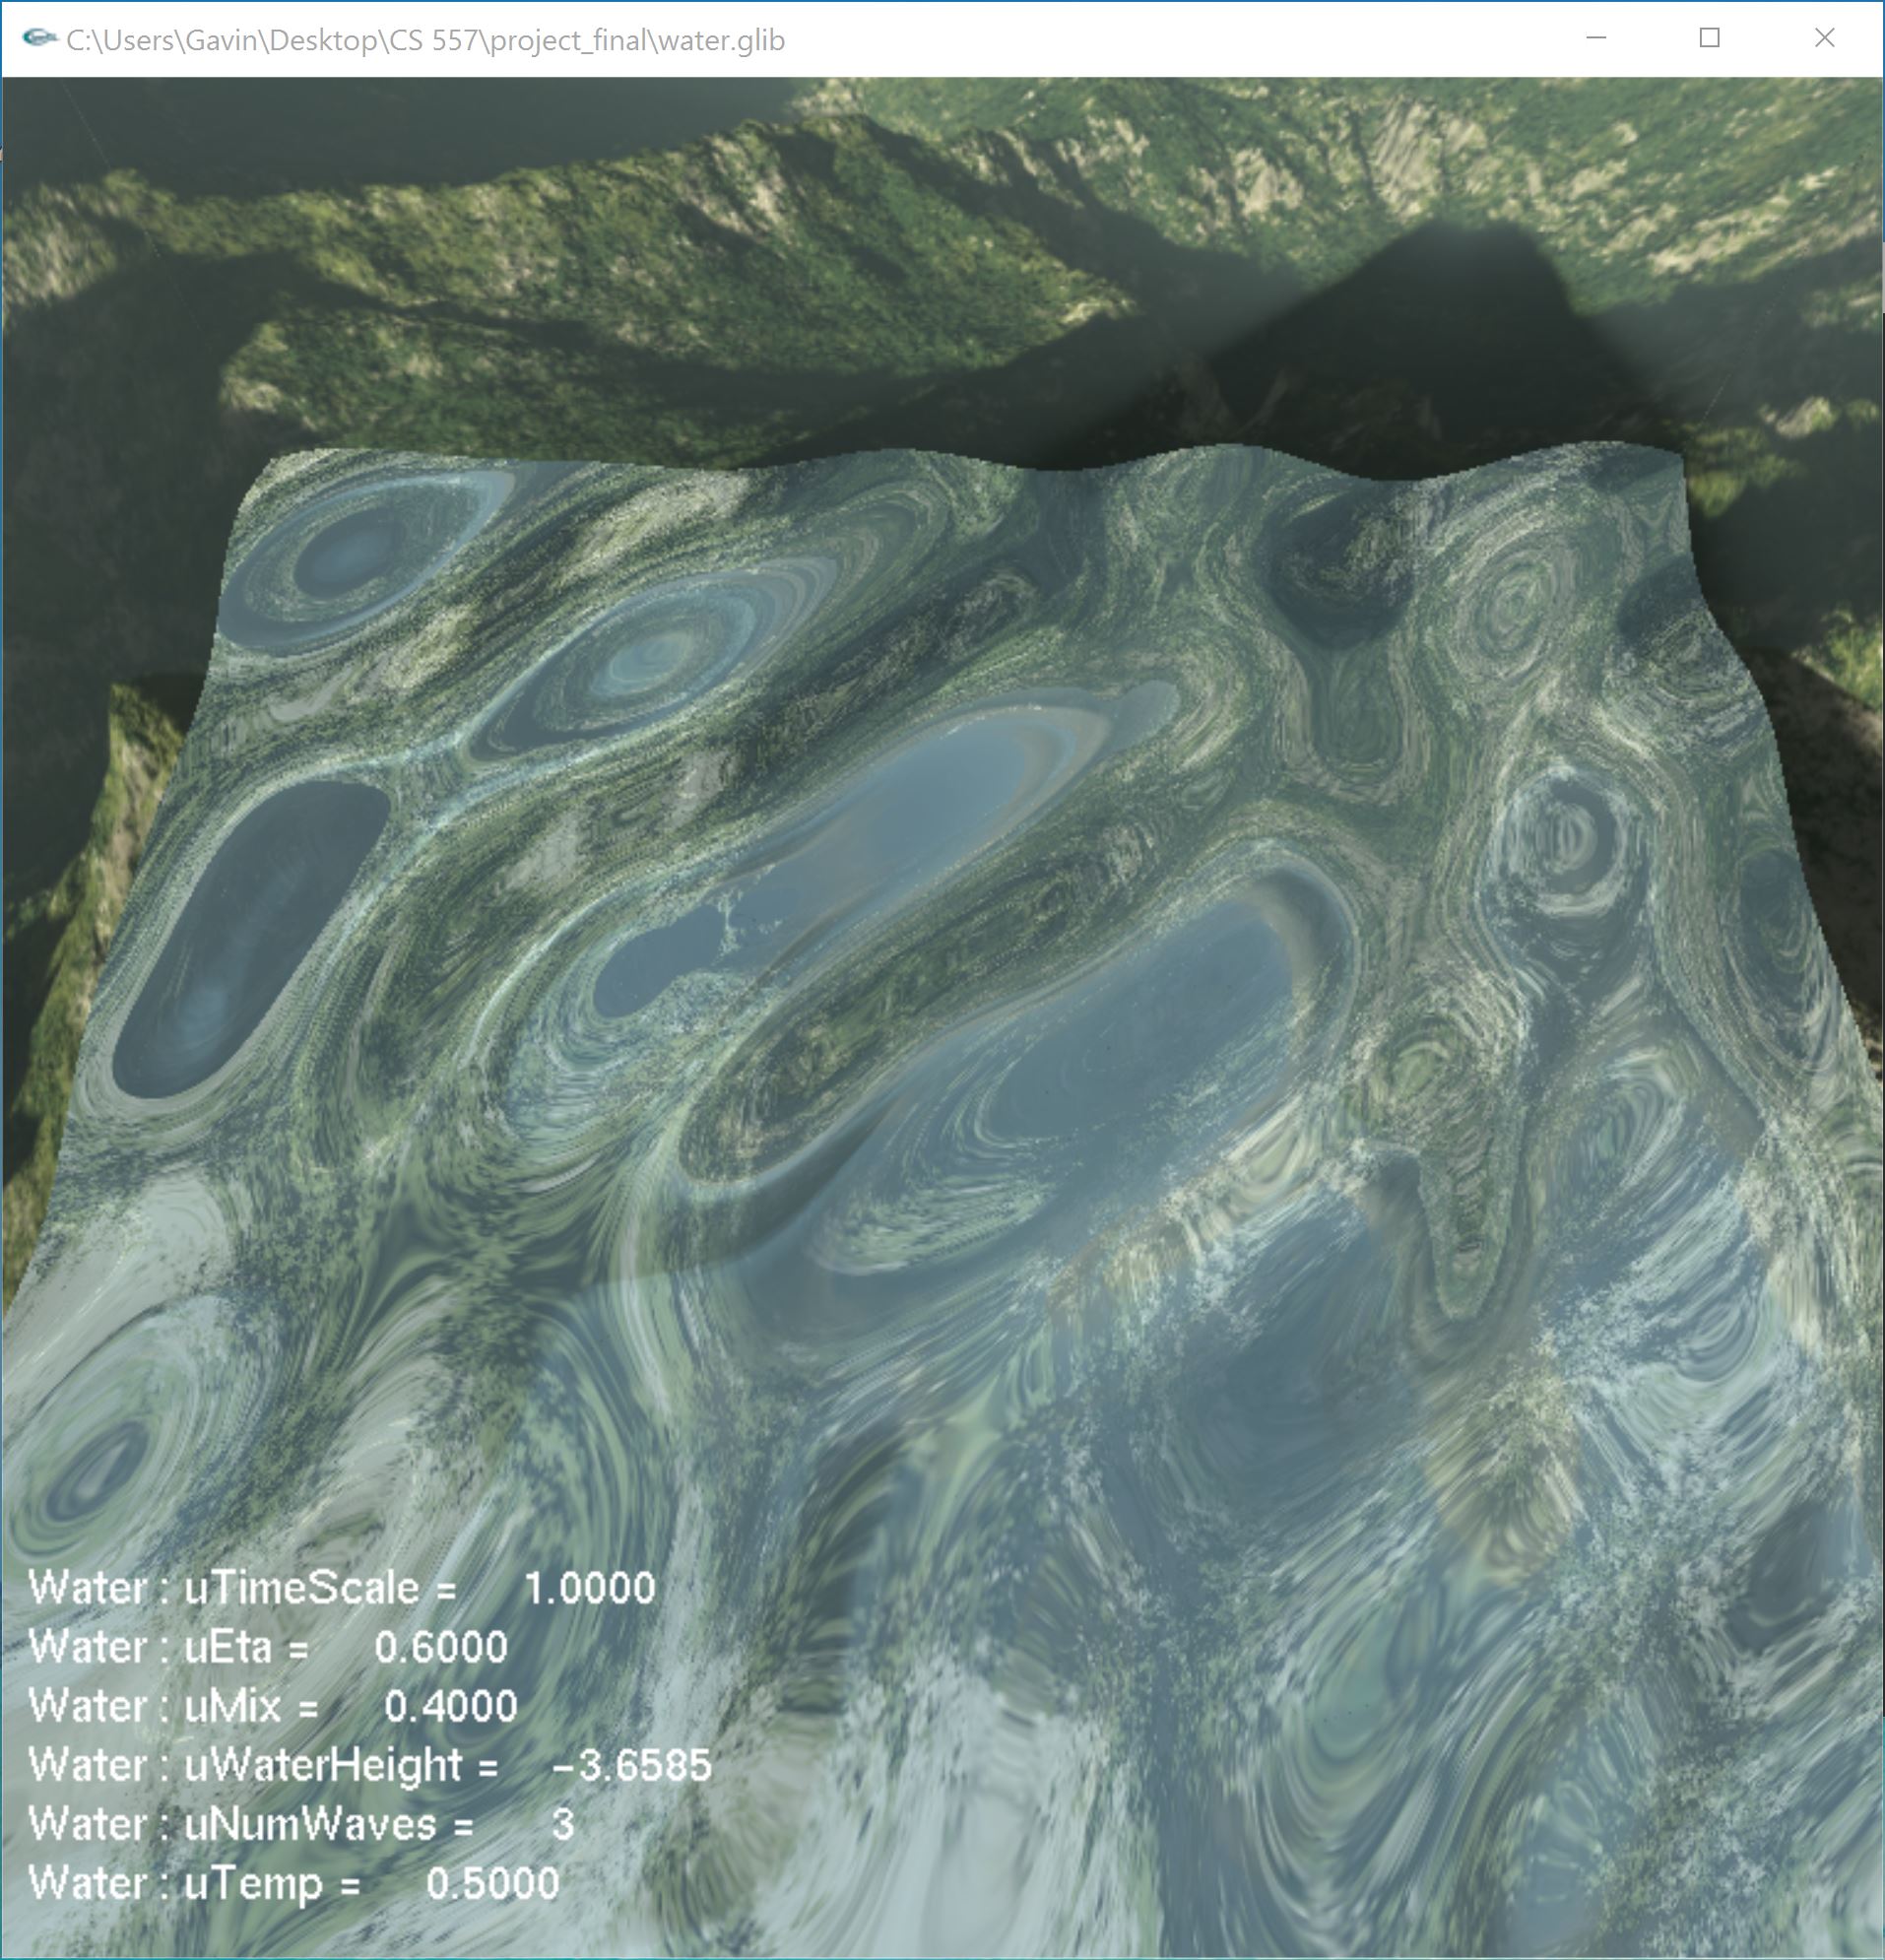 C:\Users\Gavin\Desktop\CS 557\project_final\water.glib
Water : uTimeScale = 1.0000
Water : uEta = 0.6000
Water : uMix = 0.4000
Water : uWaterHeight = −3.6585
Water : uNumWaves = 3
Water : uTemp = 0.5000